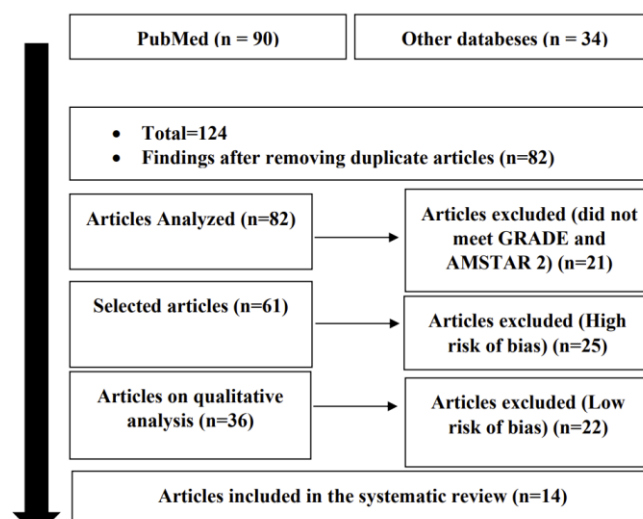 PubMed (n = 90)
Other databeses (n = 34)
• Total=124
• Findings after removing duplicate articles (n=82)
Articles Analyzed (n=82)
Articles excluded (did
not meet GRADE and
AMSTAR 2) (n=21)
Selected articles (n=61)
Articles excluded (High
risk of bias) (n=25)
Articles on qualitative
analysis (n=36)
Articles excluded (Low
risk of bias) (n=22)
Articles included in the systematic review (n=14)